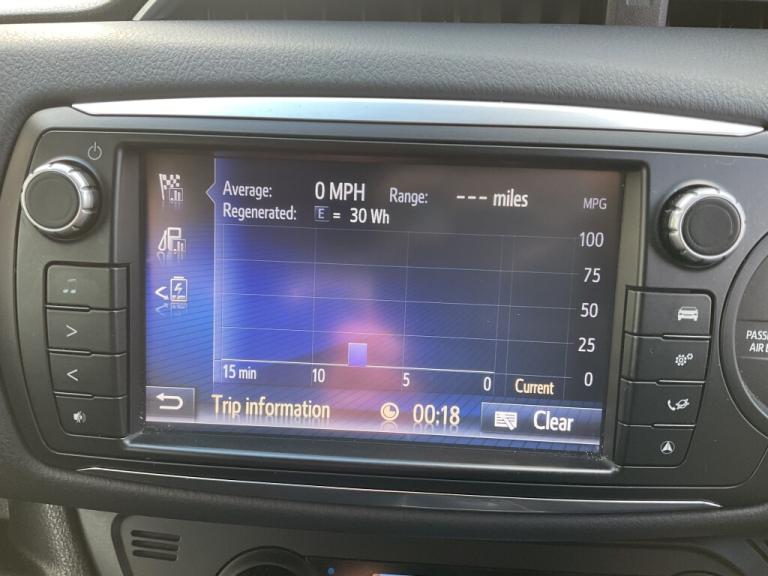 Average: 0 MPH Range: --- miles
Regenerated: E = 30 Wh
MPG
100
75
50
25
0
15 min 10 5 0 Current
Trip information 00:18 Clear